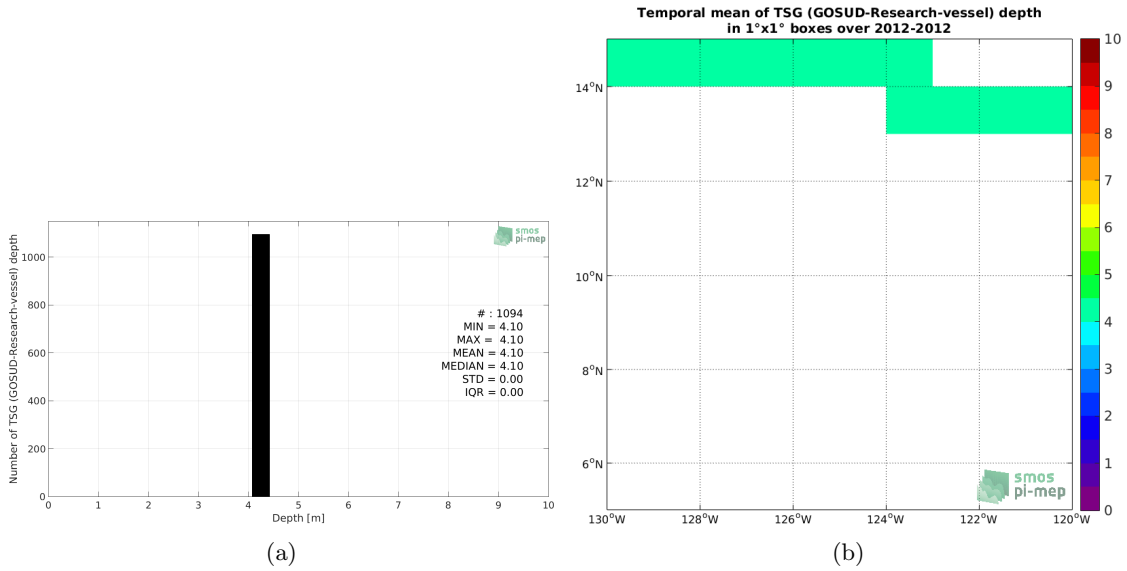 Number of TSG (GOSUD-Research-vessel) depth
1000
800
600
400
200
0
smos
pi-mep
# : 1094
MIN = 4.10
MAX = 4.10
MEAN = 4.10
MEDIAN = 4.10
STD = 0.00
IQR = 0.00
0 1 2 3 4 5 6 7 8 9 10
Depth [m]
(a)
Temporal mean of TSG (GOSUD-Research-vessel) depth
in 1°x1° boxes over 2012-2012
14°N
12°N
10°N
8°N
6°N
130°W 128°W 126°W 124°W 122°W 120°W
smos
pi-mep
10
9
8
7
6
5
4
3
2
1
0
(b)